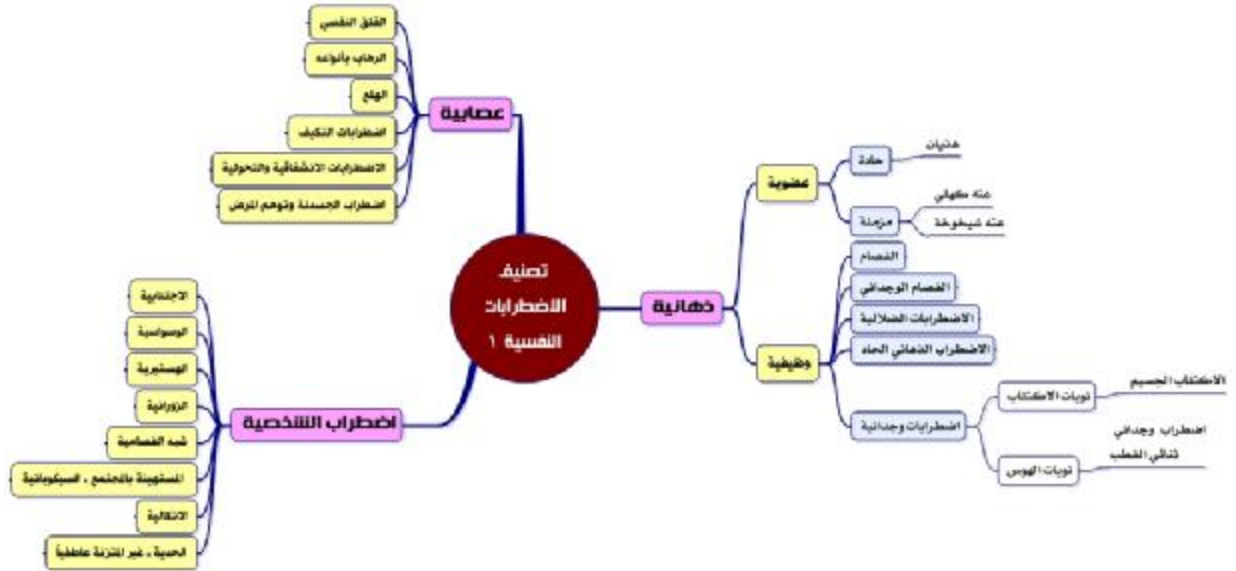 تصنيف
الاضطرابات
النفسية ١
عصابية
القلق النفسي
الرهاب بأنواعه
الهلع
اضطرابات التكيف
الاضطرابات الانشقاقية والتحولية
اضطراب الجسدنة وتوهم المرض
ذهانية
عضوية
حادة
هذيان
مزمنة
عته كهلي
عته شيخوخة
وظيفية
الفصام
الفصام الوجداني
الاضطرابات الضلالية
الاضطراب الذهاني الحاد
اضطرابات وجدانية
نوبات الاكتئاب
الاكتئاب الجسيم
نوبات الهوس
اضطراب وجداني
ثنائي القطب
اضطراب الشخصية
الاجتنابية
الوسواسية
الهستيرية
الزورانية
شبه الفصامية
المستهينة بالمجتمع ، السيكوباتية
الاتكالية
الحدية ، غير المتزنة عاطفياً